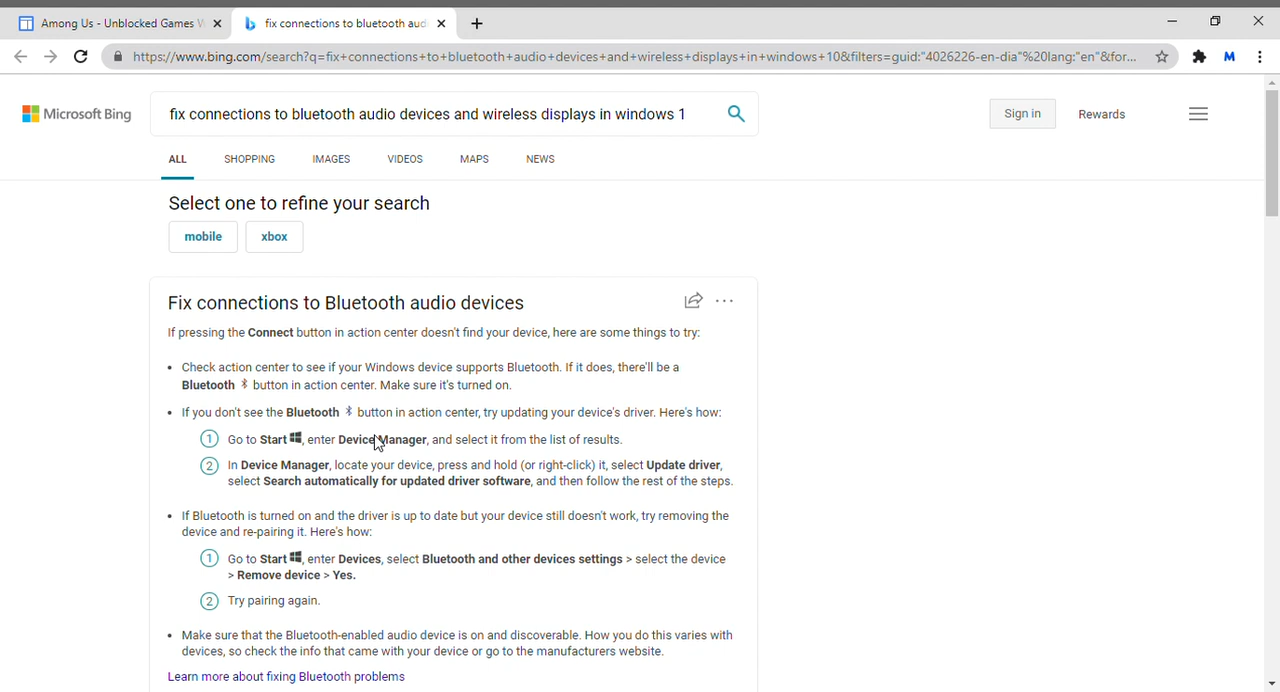 Among Us - Unblocked Games
fix connections to bluetooth aud
https://www.bing.com/search?q=fix+connections+to+bluetooth+audio+devices+and+wireless+displays+in+windows+10&filters=guid:"4026226-en-dia"%20lang:"en"&for...
M
Microsoft Bing
fix connections to bluetooth audio devices and wireless displays in windows 1
Sign in
Rewards
ALL
SHOPPING
IMAGES
VIDEOS
MAPS
NEWS
Select one to refine your search
mobile
xbox
Fix connections to Bluetooth audio devices
If pressing the Connect button in action center doesn't find your device, here are some things to try:
• Check action center to see if your Windows device supports Bluetooth. If it does, there'll be a
Bluetooth button in action center. Make sure it's turned on.
• If you don't see the Bluetooth button in action center, try updating your device's driver. Here's how:
1 Go to Start , enter Device Manager, and select it from the list of results.
2 In Device Manager, locate your device, press and hold (or right-click) it, select Update driver,
select Search automatically for updated driver software, and then follow the rest of the steps.
• If Bluetooth is turned on and the driver is up to date but your device still doesn't work, try removing the
device and re-pairing it. Here's how:
1 Go to Start , enter Devices, select Bluetooth and other devices settings > select the device
> Remove device > Yes.
2 Try pairing again.
• Make sure that the Bluetooth-enabled audio device is on and discoverable. How you do this varies with
devices, so check the info that came with your device or go to the manufacturers website.
Learn more about fixing Bluetooth problems